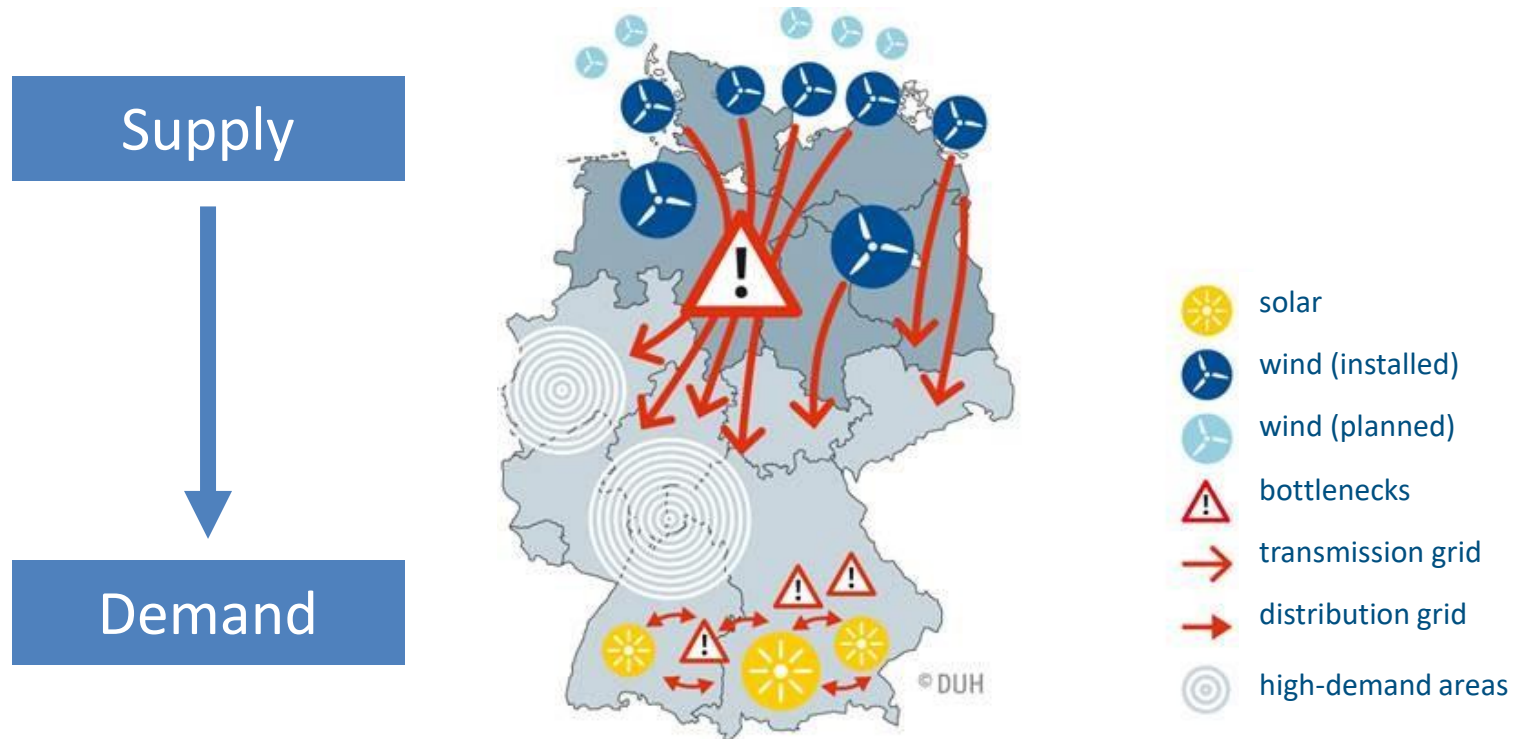 Supply
Demand
!
!
!
!
© DUH
solar
wind (installed)
wind (planned)
!
bottlenecks
transmission grid
distribution grid
high-demand areas